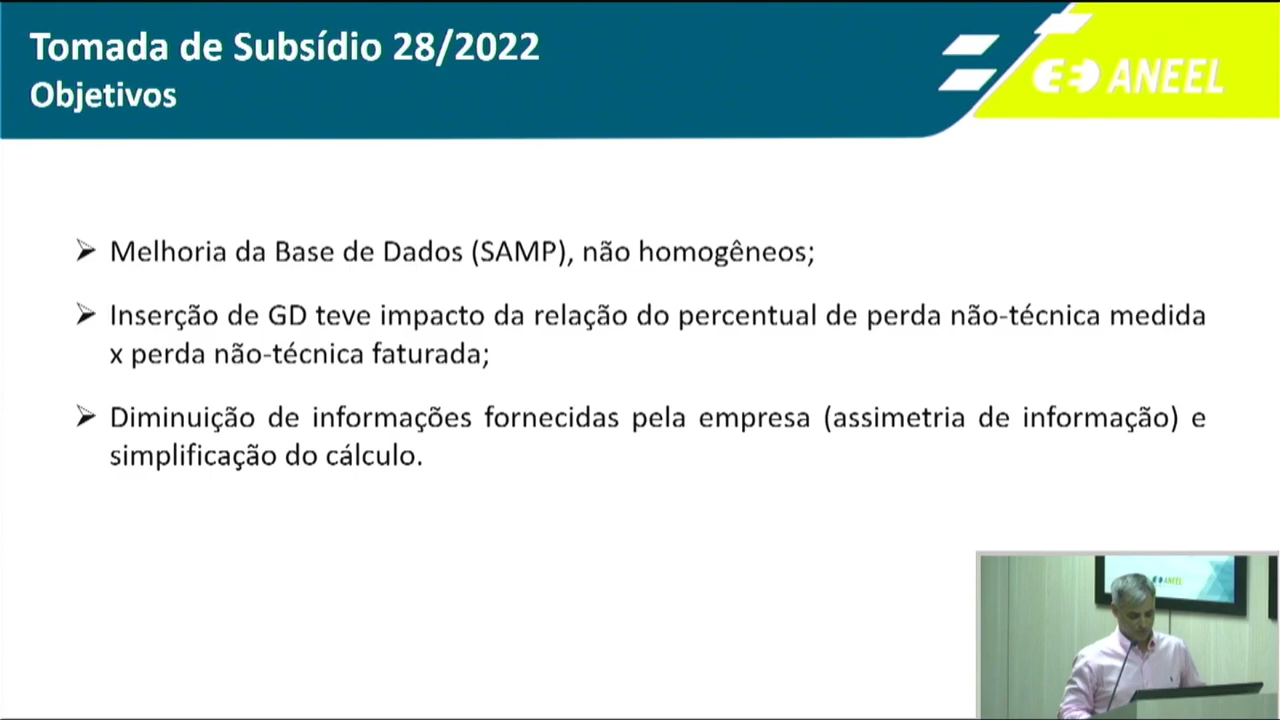 Tomada de Subsídio 28/2022
Objetivos
ANEEL
Melhoria da Base de Dados (SAMP), não homogêneos;
Inserção de GD teve impacto da relação do percentual de perda não-técnica medida
x perda não-técnica faturada;
Diminuição de informações fornecidas pela empresa (assimetria de informação) e
simplificação do cálculo.
ANEEL